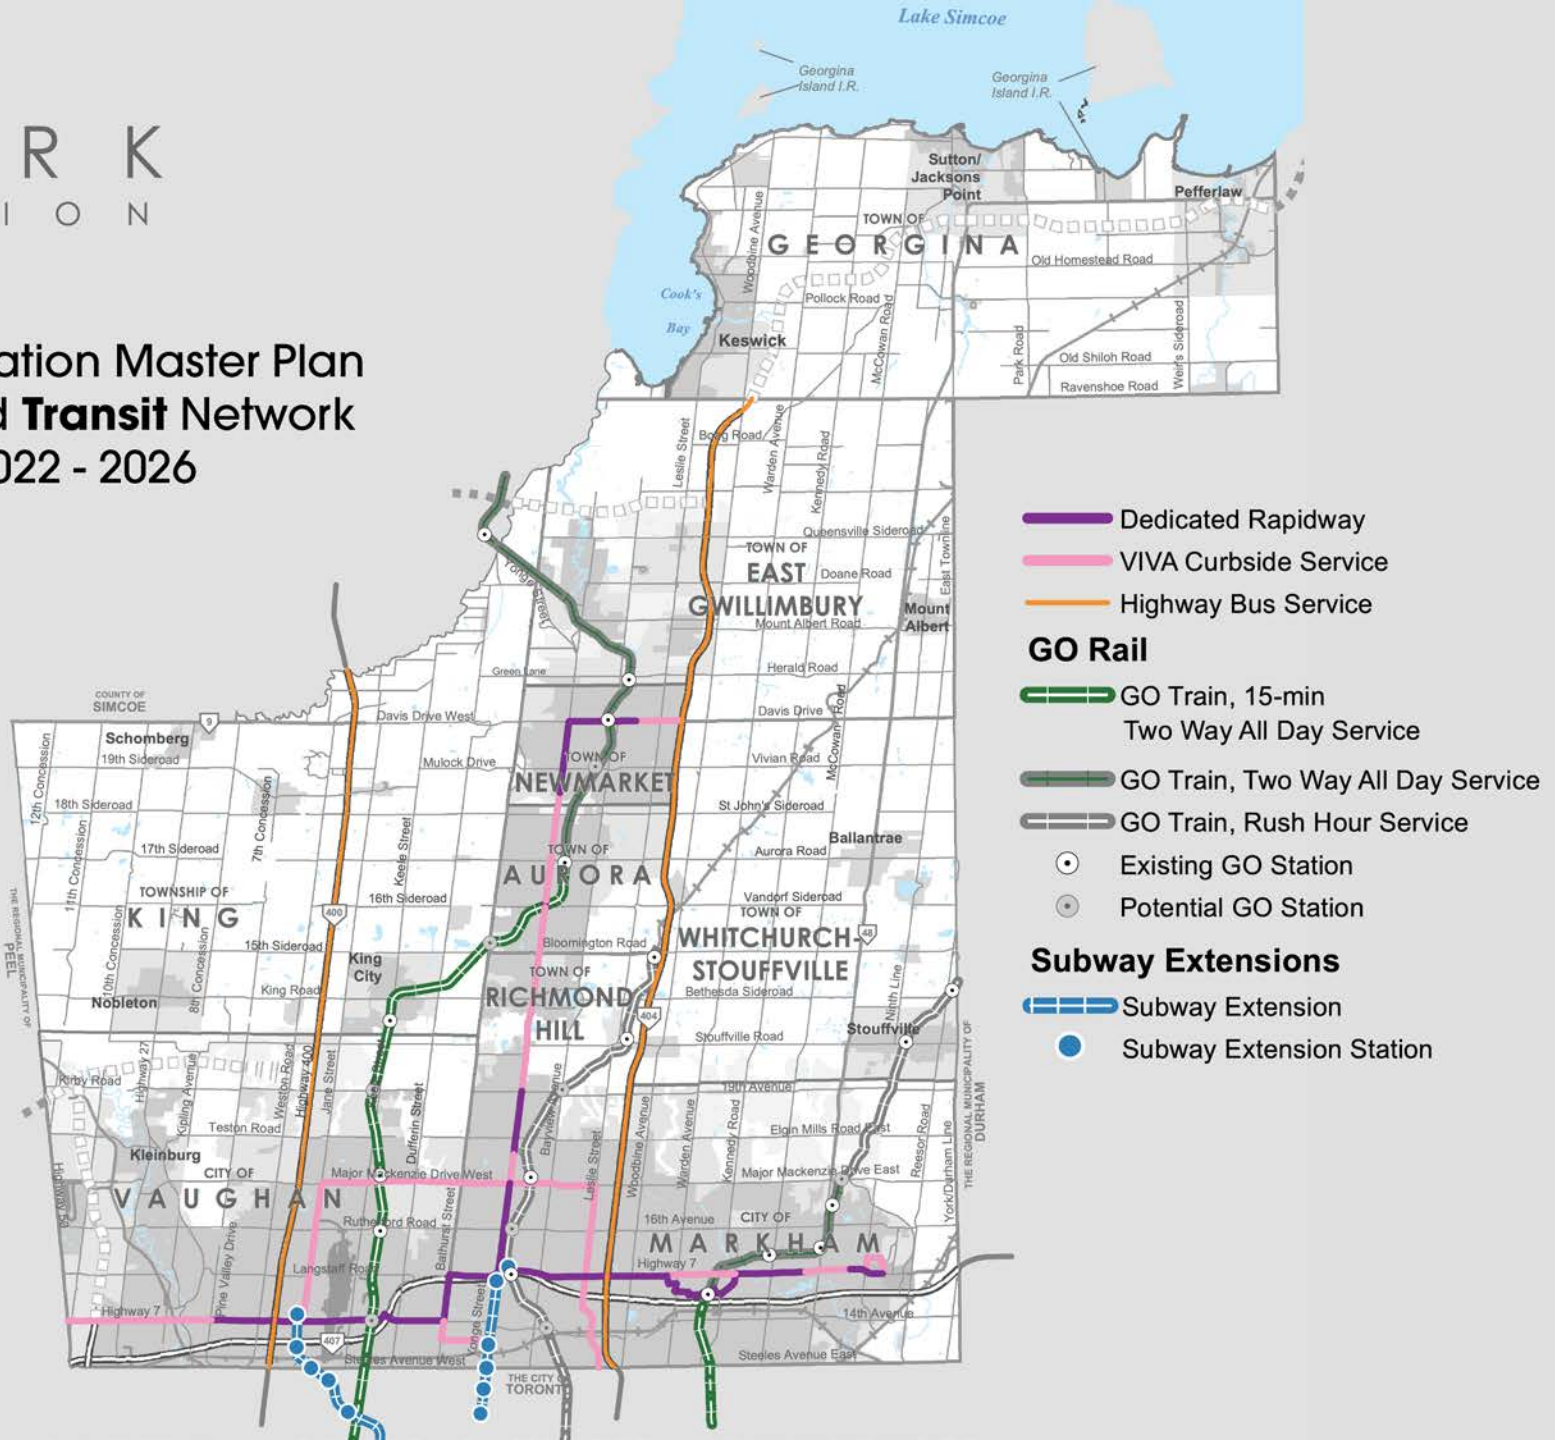 Lake Simcoe
Georgina
Island I.R.
Georgina
Island I.R.
R K
I O N
Sutton/
Jacksons
Point
Pefferlaw
TOWN OF
GEORGINA
Woodbine Avenue
Old Homestead Road
Cook's
Bay
Pollock Road
McCowan Road
Keswick
Park Road
Weir's Sideroad
Old Shiloh Road
Ravenshoe Road
ation Master Plan
d Transit Network
022 - 2026
Leslie Street
Warden Avenue
Kennedy Road
Queensville Sideroad
East Townline
TOWN OF
EAST
GWILLIMBURY
Doane Road
Yonge Street
Mount
Albert
Mount Albert Road
Green Lane
Herald Road
COUNTY OF
SIMCOE
9
Davis Drive West
Davis Drive
McCowan Road
Schomberg
19th Sideroad
12th Concession
Mulock Drive
TOWN OF
NEWMARKET
Vivian Road
18th Sideroad
7th Concession
St John's Sideroad
Ballantrae
17th Sideroad
11th Concession
Keele Street
TOWN OF
AURORA
Aurora Road
TOWNSHIP OF
KING
16th Sideroad
Vandorf Sideroad
THE REGIONAL MUNICIPALITY OF
PEEL
10th Concession
8th Concession
400
15th Sideroad
Bloomington Road
TOWN OF
WHITCHURCH-
STOUFFVILLE
48
King
City
TOWN OF
RICHMOND
HILL
Nobleton
King Road
Bethesda Sideroad
Ninth Line
404
Stouffville Road
Stouffville
Kirby Road
Highway 27
Kipling Avenue
Weston Road
Highway 400
Jane Street
Dufferin Street
Bayview Avenue
19th Avenue
THE REGIONAL MUNICIPALITY OF
DURHAM
Teston Road
Woodbine Avenue
Warden Avenue
Kennedy Road
Elgin Mills Road East
Reesor Road
York/Durham Line
Kleinburg
CITY OF
VAUGHAN
Major Mackenzie Drive West
Leslie Street
Major Mackenzie Drive East
Highway 50
Rutherford Road
Bathurst Street
16th Avenue
CITY OF
MARKHAM
Pine Valley Drive
Langstaff Road
Highway 7
Highway 7
407
Yonge Street
14th Avenue
Steeles Avenue West
Steeles Avenue East
THE CITY OF
TORONTO
Dedicated Rapidway
VIVA Curbside Service
Highway Bus Service
GO Rail
GO Train, 15-min
Two Way All Day Service
GO Train, Two Way All Day Service
GO Train, Rush Hour Service
Existing GO Station
Potential GO Station
Subway Extensions
Subway Extension
Subway Extension Station